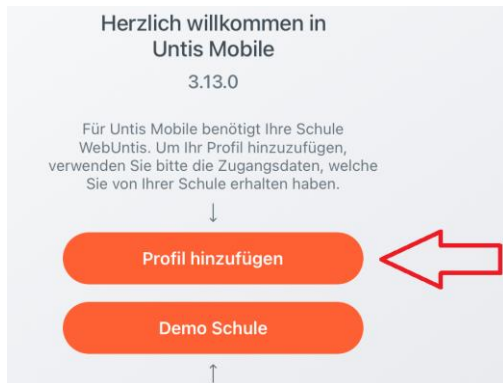 Herzlich willkommen in
Untis Mobile
3.13.0
Für Untis Mobile benötigt Ihre Schule
WebUntis. Um Ihr Profil hinzuzufügen,
verwenden Sie bitte die Zugangsdaten, welche
Sie von Ihrer Schule erhalten haben.
↓
Profil hinzufügen
Demo Schule
↑